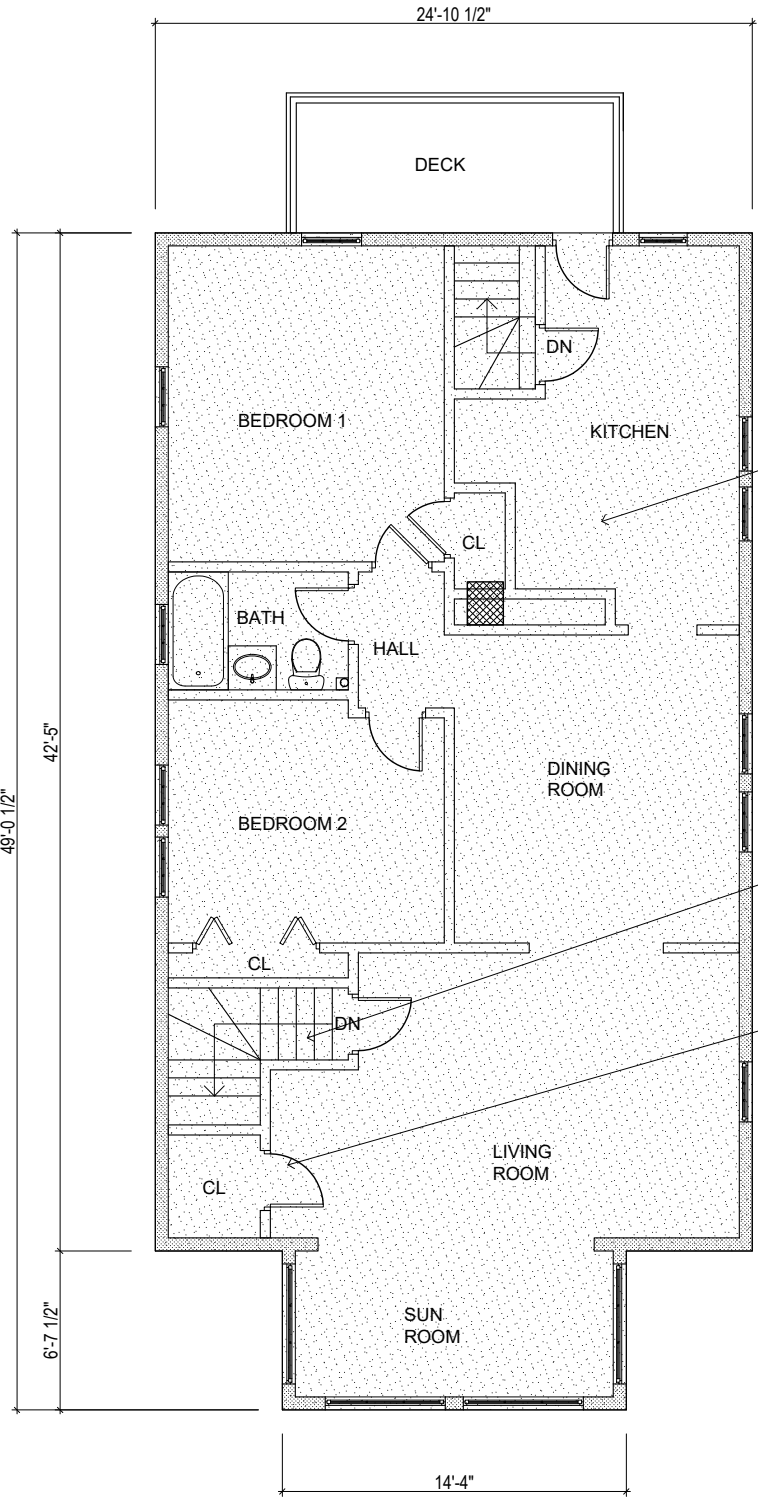 24'-10 1/2"
DECK
DN
BEDROOM 1
KITCHEN
CL
BATH
HALL
42'-5"
49'-0 1/2"
DINING
ROOM
BEDROOM 2
CL
DN
LIVING
ROOM
CL
6'-7 1/2"
SUN
ROOM
14'-4"